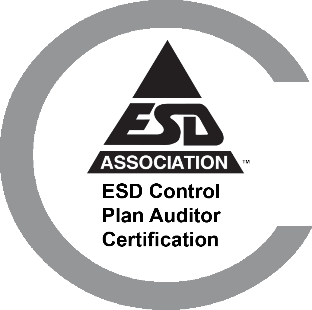 ESD
ASSOCIATION ™
ESD Control
Plan Auditor
Certification